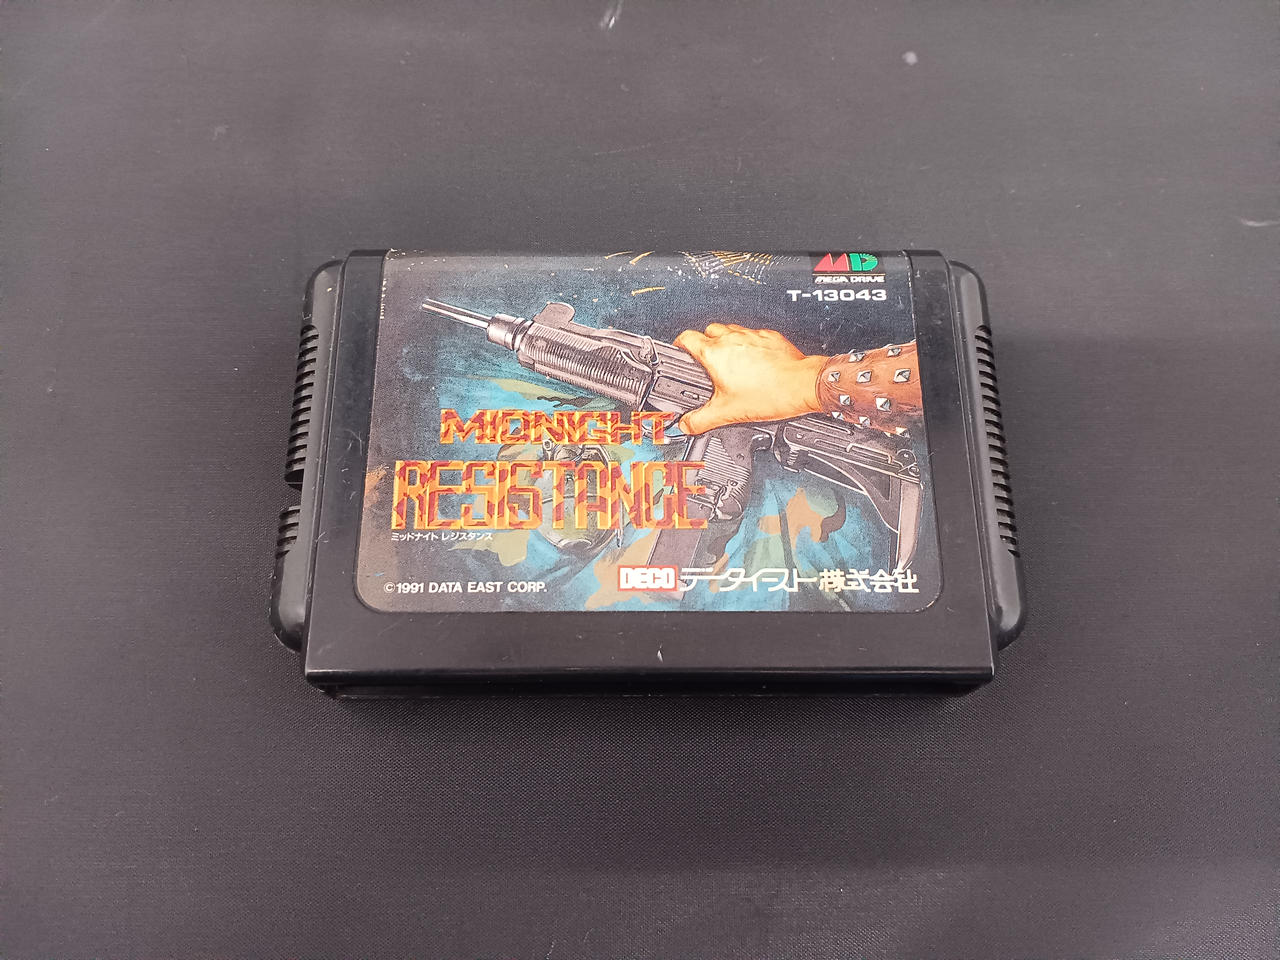 MD
MEGA DRIVE
T-13043
MIDNIGHT
RESISTANCE
ミッドナイト レジスタンス
©1991 DATA EAST CORP.
DECO データイースト株式会社